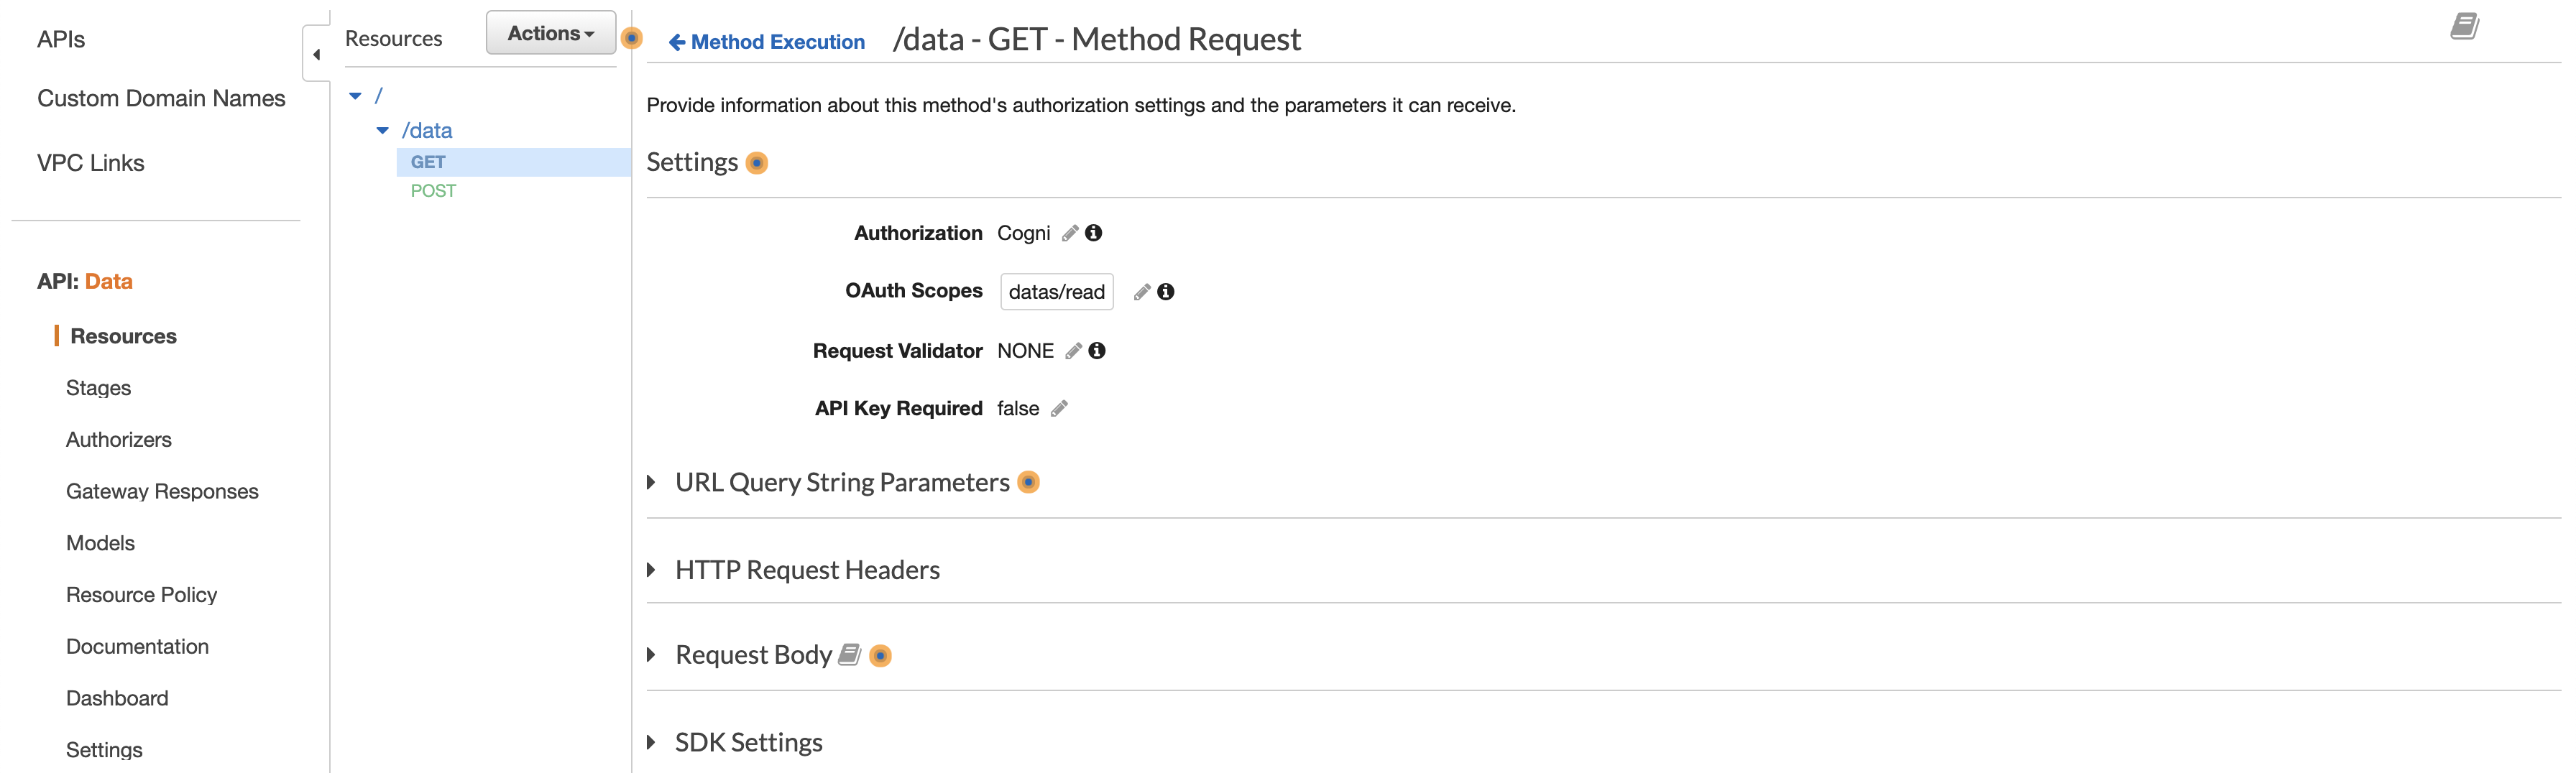 APIs
Custom Domain Names
VPC Links
API: Data
Resources
Stages
Authorizers
Gateway Responses
Models
Resource Policy
Documentation
Dashboard
Settings
Resources
Actions
/
/data
GET
POST
Method Execution
/data - GET - Method Request
Provide information about this method's authorization settings and the parameters it can receive.
Settings
Authorization Cogni
OAuth Scopes datas/read
Request Validator NONE
API Key Required false
URL Query String Parameters
HTTP Request Headers
Request Body
SDK Settings